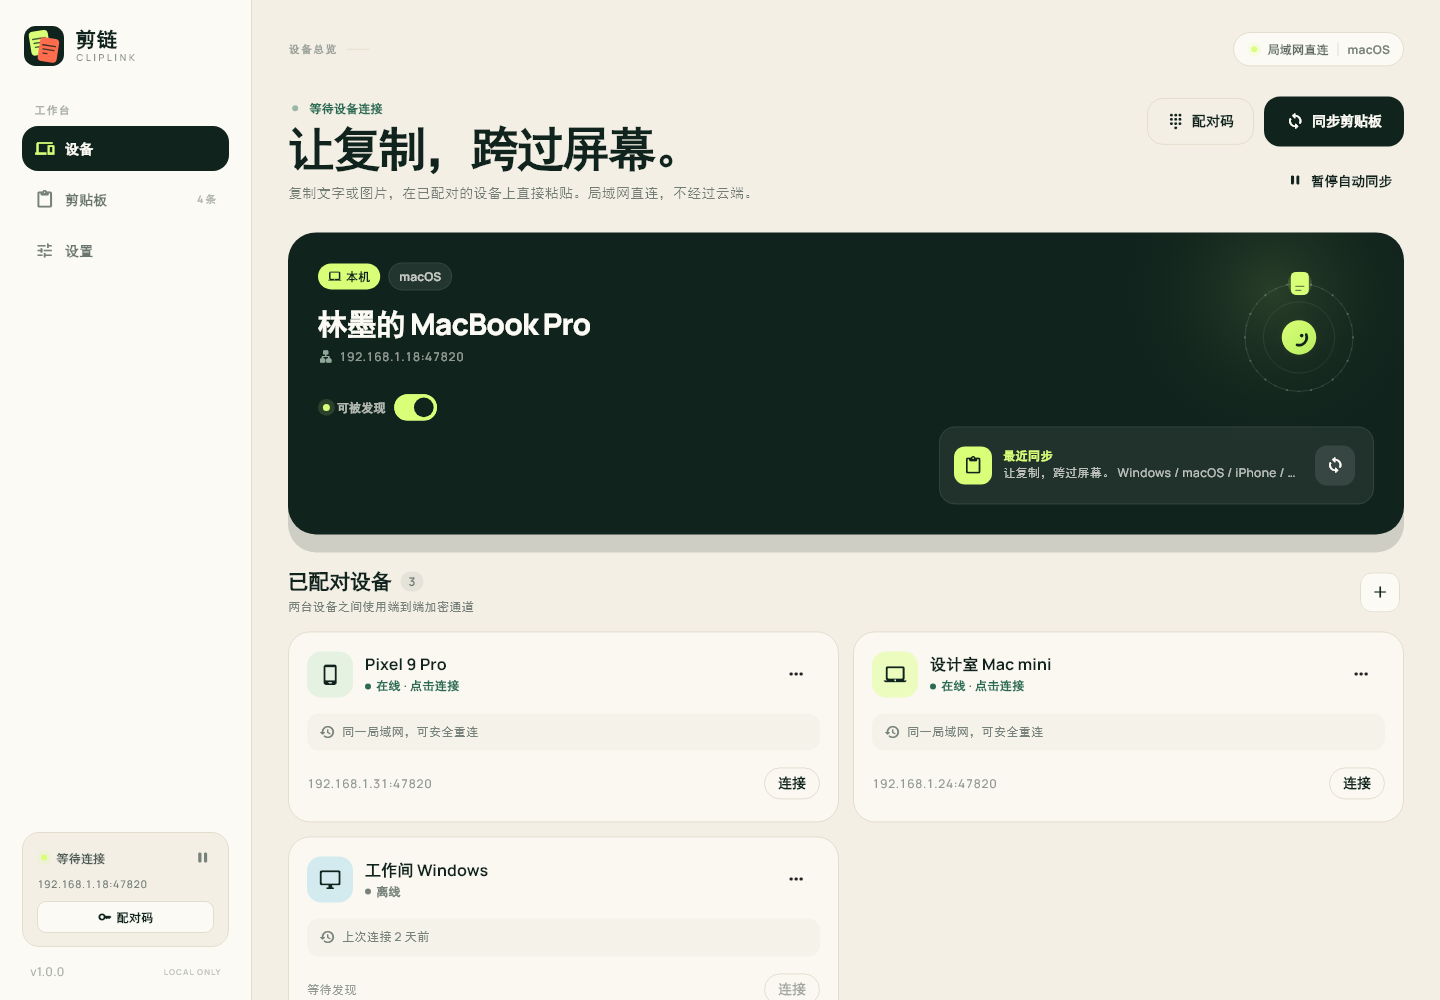 剪链
CLIPLINK
工作台
设备
剪贴板
4 条
设置
等待连接
192.168.1.18:47820
配对码
v1.0.0
LOCAL ONLY
设备总览
局域网直连
macOS
等待设备连接
让复制，跨过屏幕。
复制文字或图片，在已配对的设备上直接粘贴。局域网直连，不经过云端。
配对码
同步剪贴板
暂停自动同步
本机
macOS
林墨的 MacBook Pro
192.168.1.18:47820
可被发现
最近同步
让复制，跨过屏幕。 Windows / macOS / iPhone / ...
已配对设备
3
两台设备之间使用端到端加密通道
Pixel 9 Pro
在线 · 点击连接
同一局域网，可安全重连
192.168.1.31:47820
连接
设计室 Mac mini
在线 · 点击连接
同一局域网，可安全重连
192.168.1.24:47820
连接
工作间 Windows
离线
上次连接 2 天前
等待发现
连接